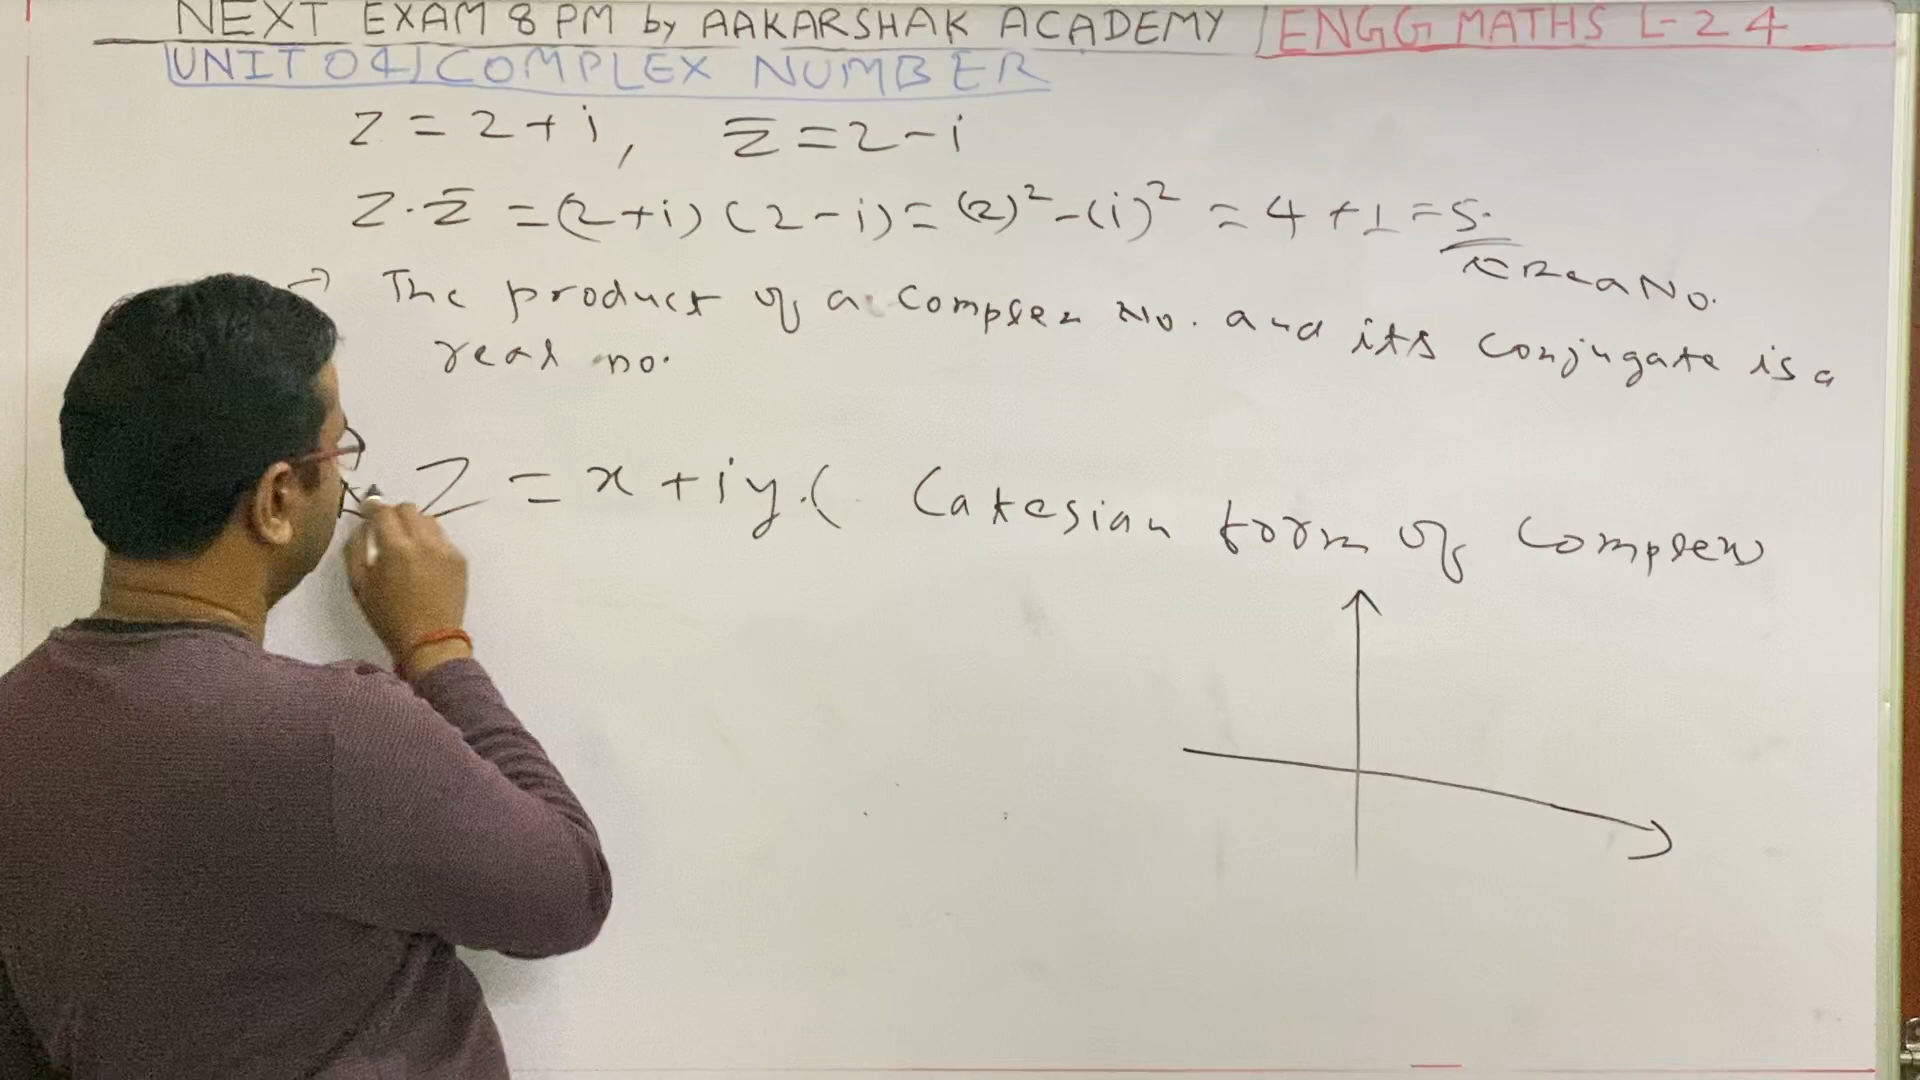 NEXT EXAM 8 PM by AAKARSHAK ACADEMY ENGG MATHS L-24
UNIT 04 COMPLEX NUMBER
Z = 2 + i, z̄ = 2 - i
Z . z̄ = (2 + i) (2 - i) = (2)² - (i)² = 4 + 1 = 5.
No.
→ The product of a complex No. and its conjugate is a
real no.
Z = x + iy. ( Catesian form of complex